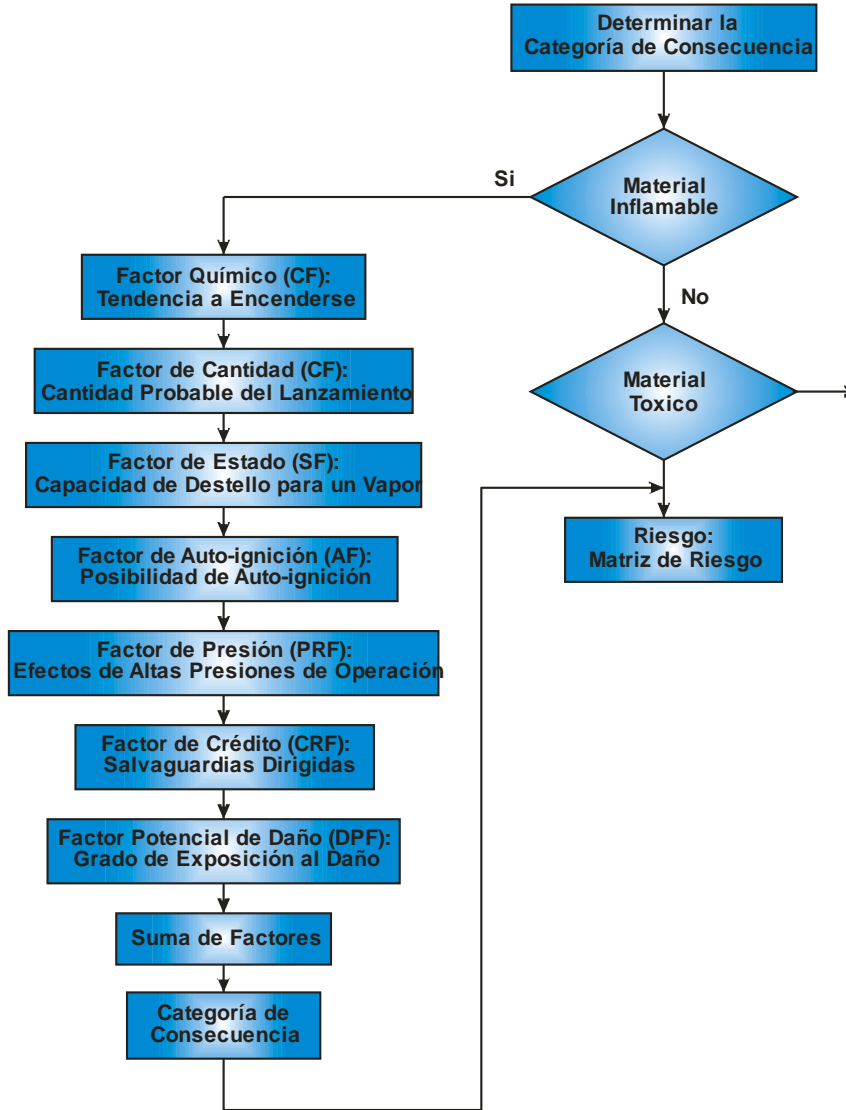 Determinar la
Categoría de Consecuencia
Si
Material
Inflamable
No
Factor Químico (CF):
Tendencia a Encenderse
Factor de Cantidad (CF):
Cantidad Probable del Lanzamiento
Factor de Estado (SF):
Capacidad de Destello para un Vapor
Factor de Auto-ignición (AF):
Posibilidad de Auto-ignición
Factor de Presión (PRF):
Efectos de Altas Presiones de Operación
Factor de Crédito (CRF):
Salvaguardias Dirigidas
Factor Potencial de Daño (DPF):
Grado de Exposición al Daño
Suma de Factores
Categoría de
Consecuencia
Material
Toxico
Riesgo:
Matriz de Riesgo